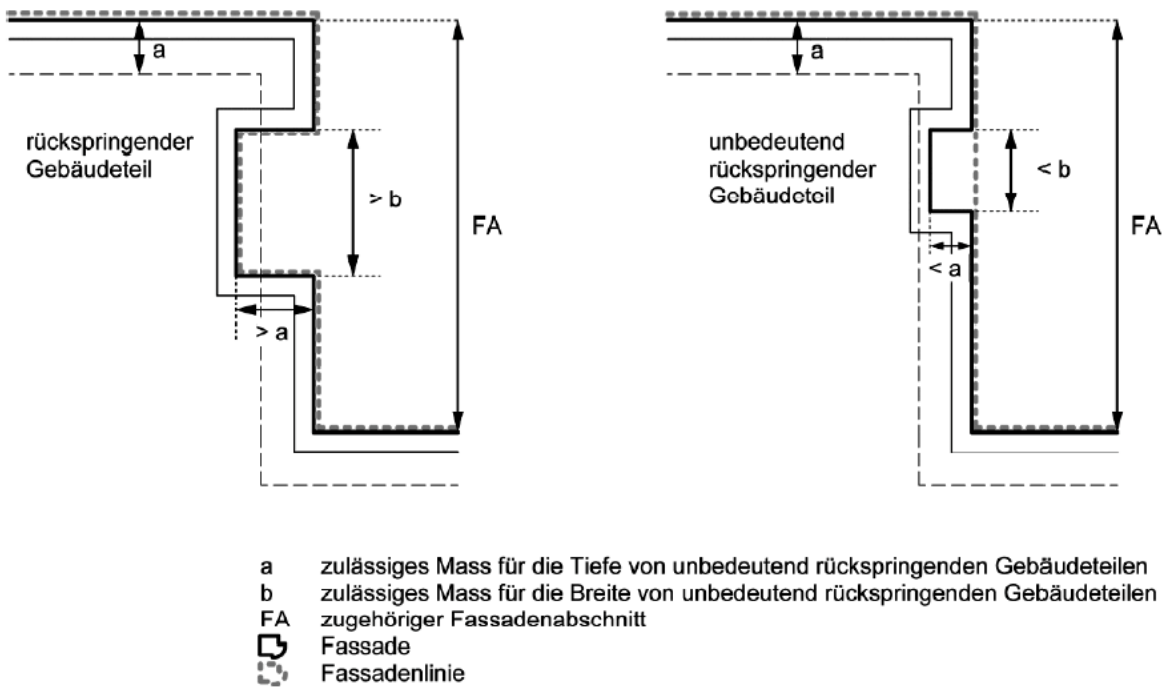 a
rückspringender
Gebäudeteil
> b
FA
> a
a
unbedeutend
rückspringender
Gebäudeteil
< b
FA
< a
a zulässiges Mass für die Tiefe von unbedeutend rückspringenden Gebäudeteilen
b zulässiges Mass für die Breite von unbedeutend rückspringenden Gebäudeteilen
FA zugehöriger Fassadenabschnitt
Fassade
Fassadenlinie